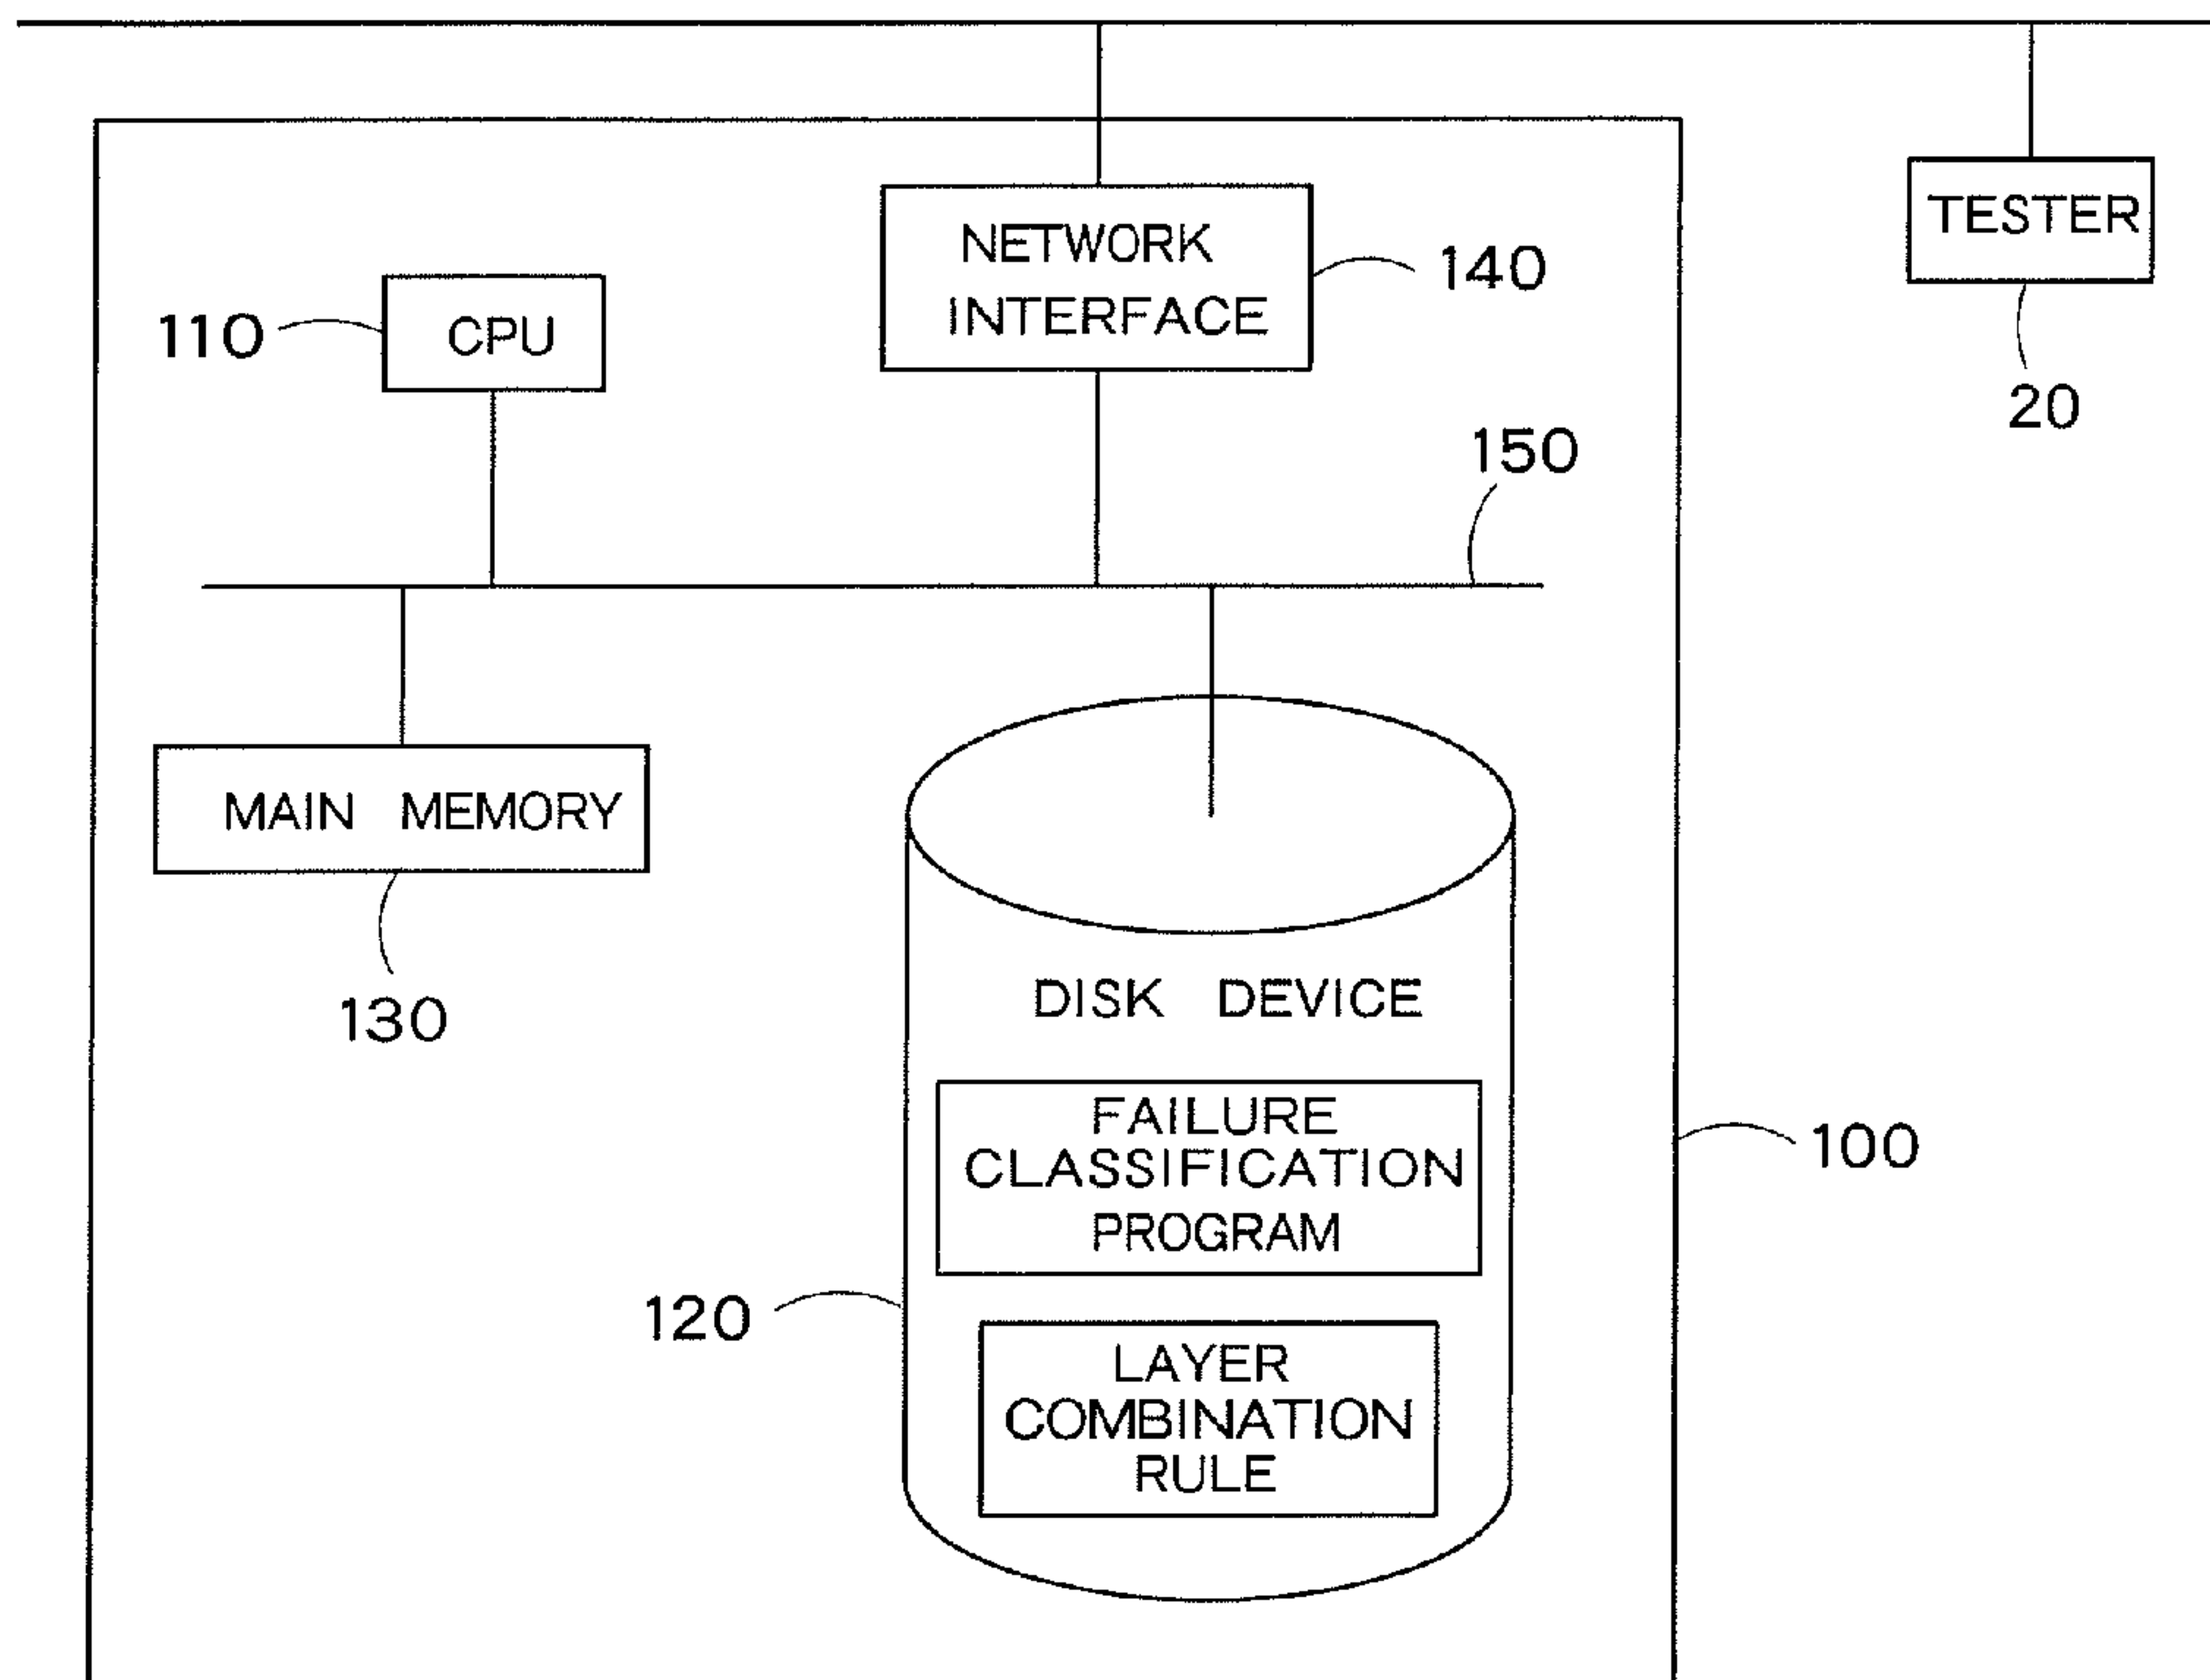 TESTER
NETWORK
INTERFACE
140
110
CPU
20
150
MAIN MEMORY
130
DISK DEVICE
FAILURE
CLASSIFICATION
PROGRAM
100
120
LAYER
COMBINATION
RULE